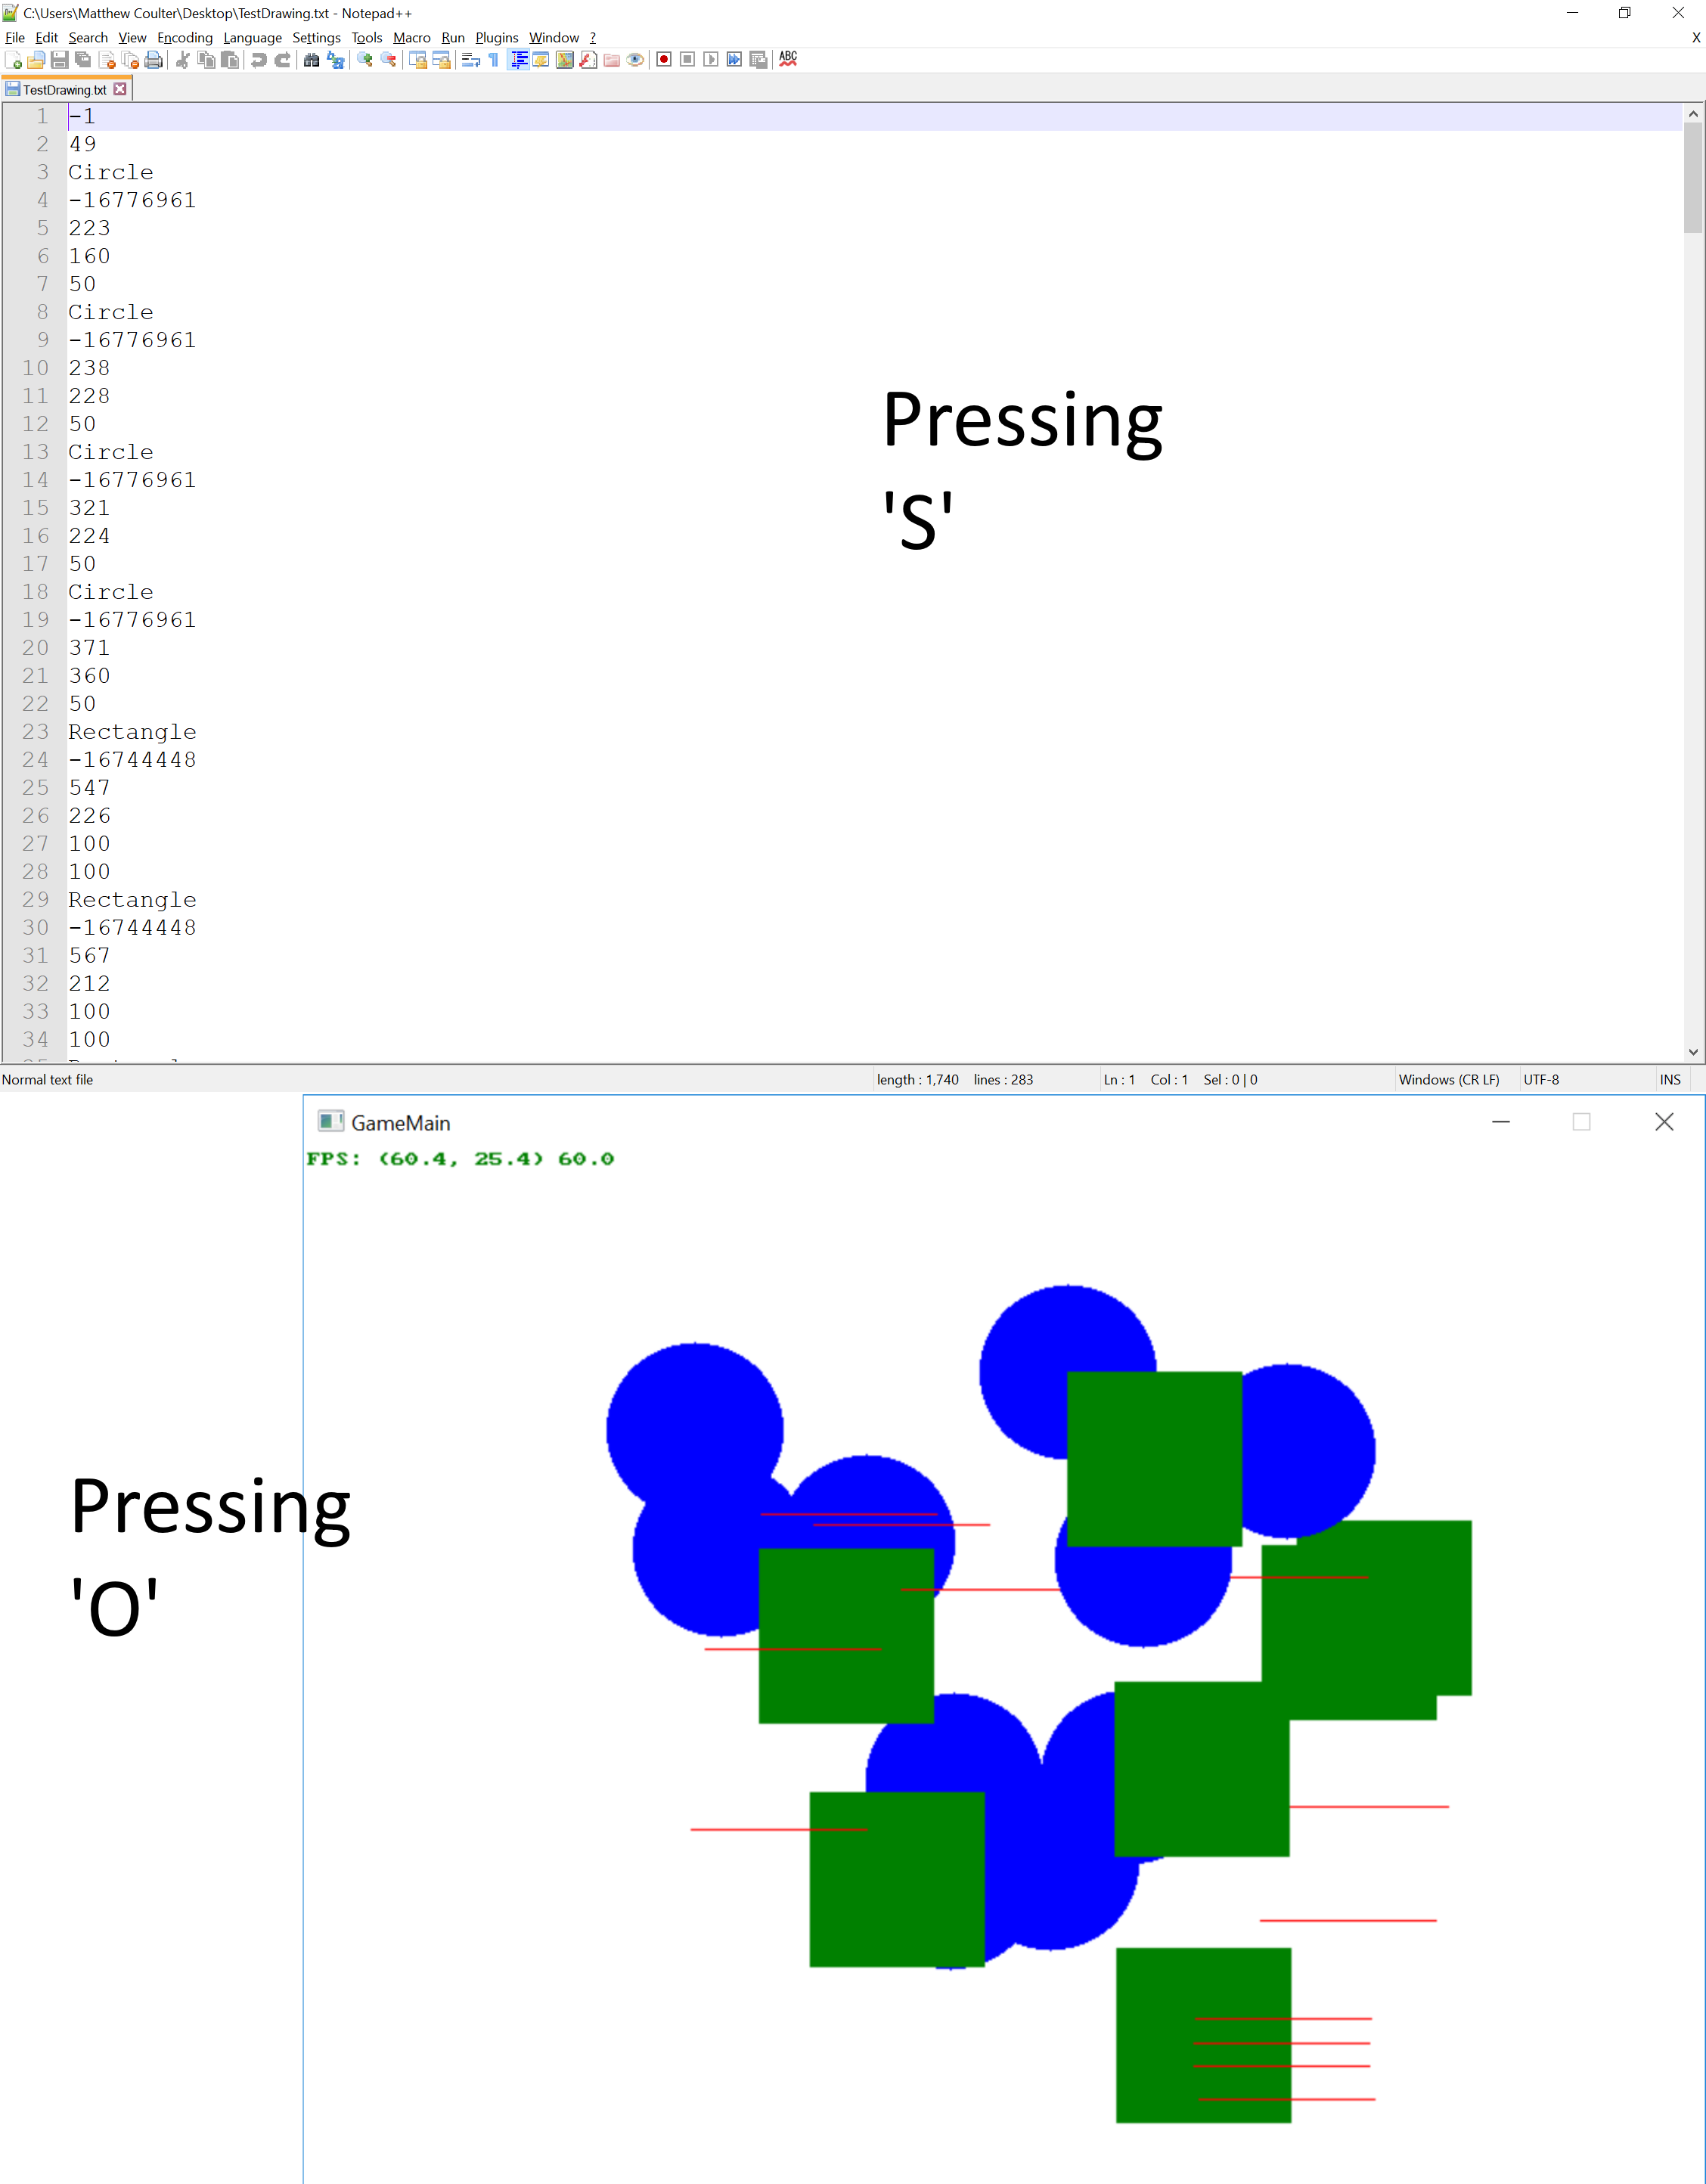 C:\Users\Matthew Coulter\Desktop\TestDrawing.txt - Notepad++
File Edit Search View Encoding Language Settings Tools Macro Run Plugins Window ? X
ABC
TestDrawing.txt
1 -1
2 49
3 Circle
4 -16776961
5 223
6 160
7 50
8 Circle
9 -16776961
10 238
11 228
12 50
13 Circle
14 -16776961
15 321
16 224
17 50
18 Circle
19 -16776961
20 371
21 360
22 50
23 Rectangle
24 -16744448
25 547
26 226
27 100
28 100
29 Rectangle
30 -16744448
31 567
32 212
33 100
34 100
Pressing
'S'
Normal text file length : 1,740 lines : 283 Ln : 1 Col : 1 Sel : 0 | 0 Windows (CR LF) UTF-8 INS
GameMain
FPS: (60.4, 25.4) 60.0
Pressing
'O'